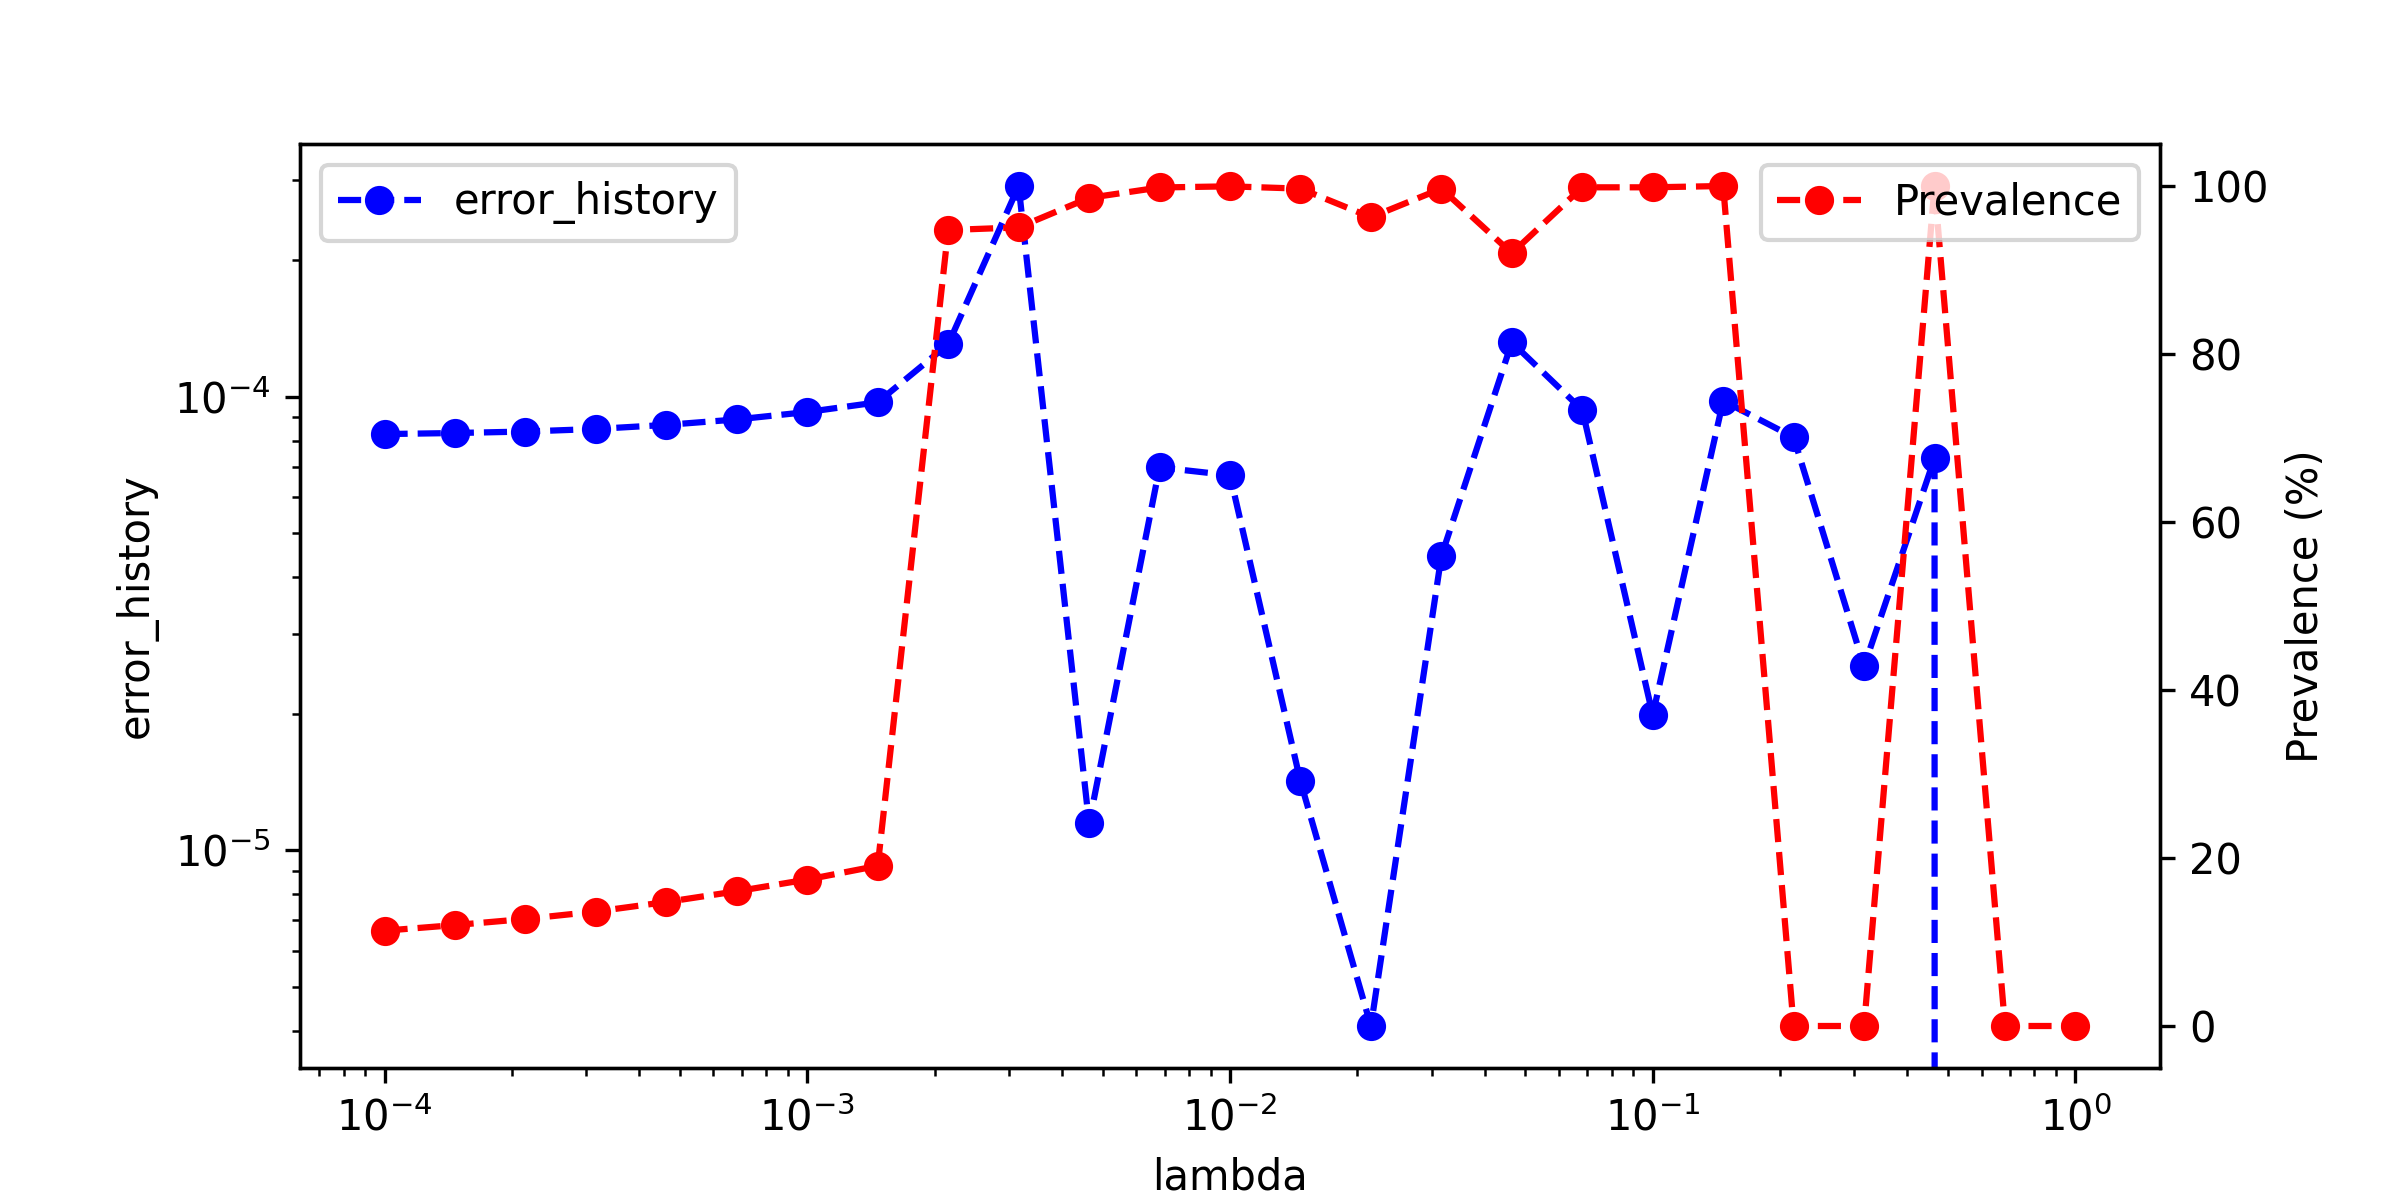 error_history
Prevalence
10⁻⁴
10⁻⁵
error_history
100
80
60
40
20
0
Prevalence (%)
10⁻⁴ 10⁻³ 10⁻² 10⁻¹ 10⁰
lambda